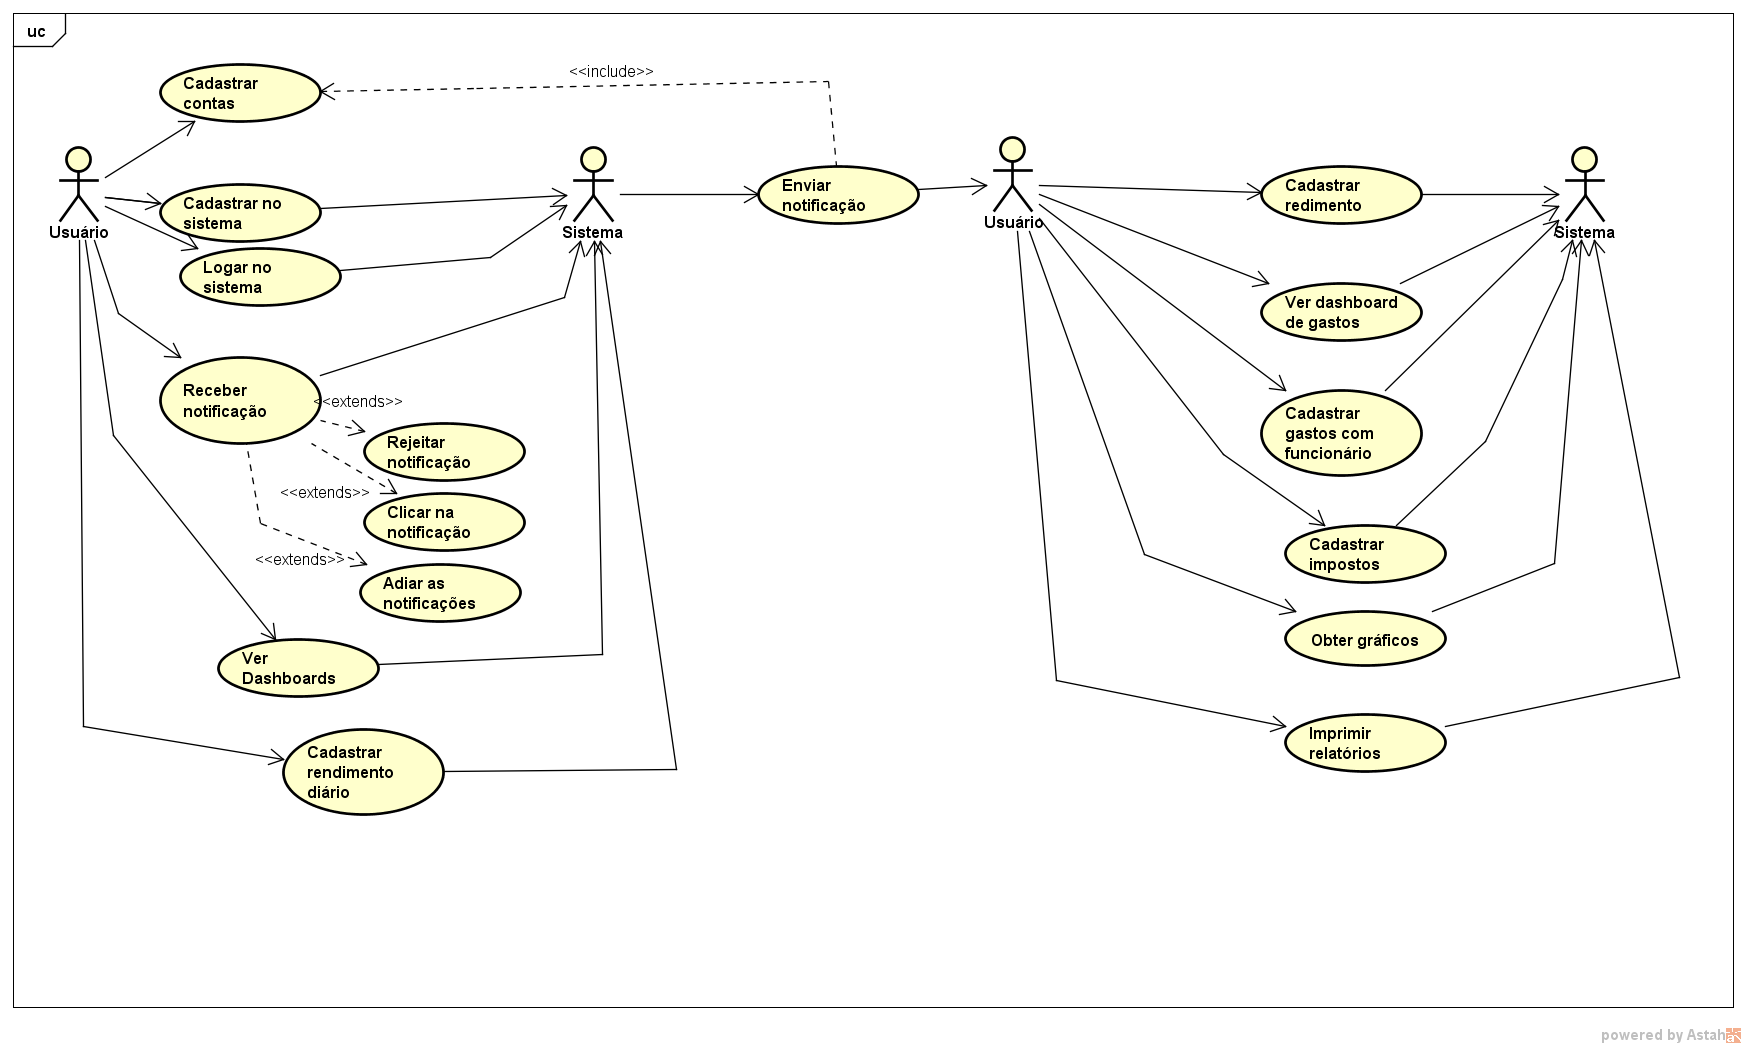 uc
<<include>>
Cadastrar
contas
Usuário
Cadastrar no
sistema
Logar no
sistema
Sistema
Enviar
notificação
Usuário
Cadastrar
redimento
Sistema
Ver dashboard
de gastos
Receber
notificação
<<extends>>
Rejeitar
notificação
<<extends>>
Clicar na
notificação
<<extends>>
Adiar as
notificações
Cadastrar
gastos com
funcionário
Cadastrar
impostos
Obter gráficos
Ver
Dashboards
Cadastrar
rendimento
diário
Imprimir
relatórios
powered by Astah